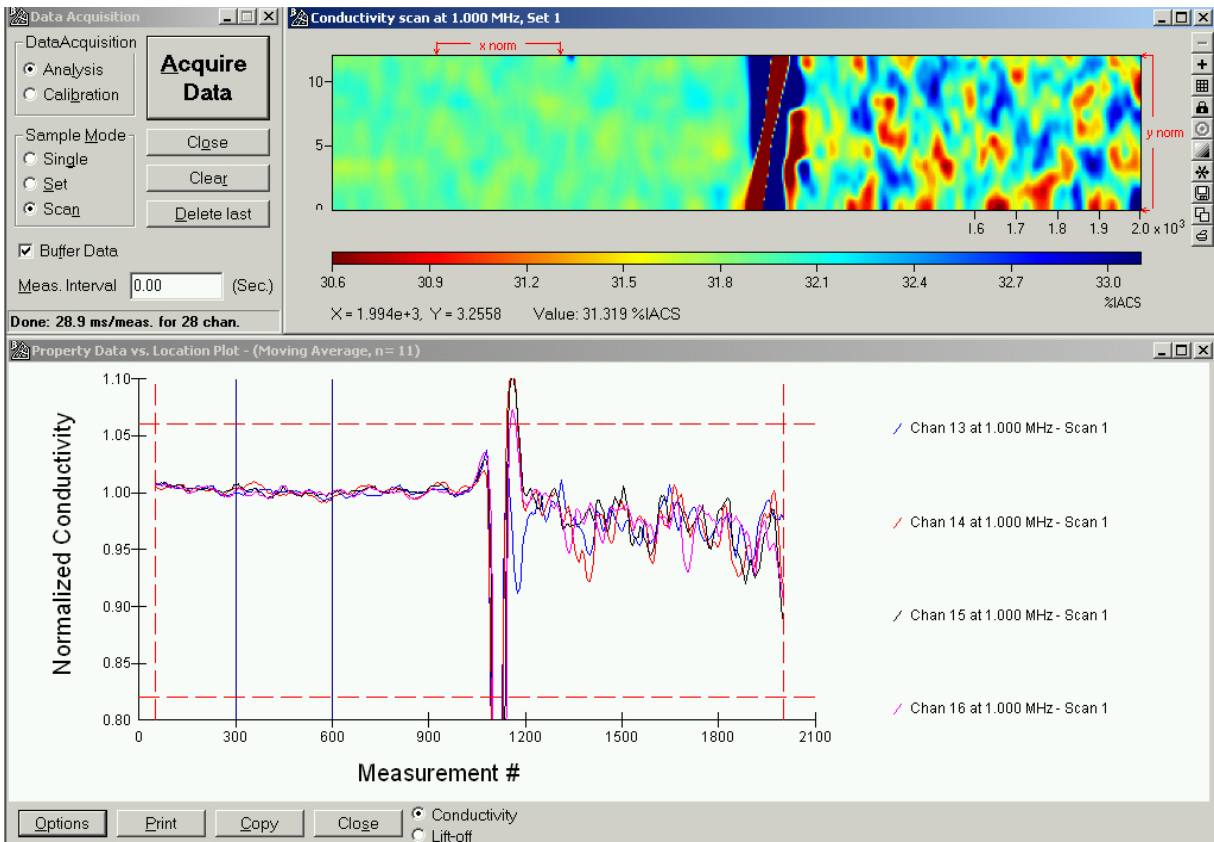 Data Acquisition
DataAcquisition
Analysis
Calibration
Acquire
Data
Sample Mode
Single
Set
Scan
Close
Clear
Delete last
Buffer Data
Meas. Interval 0.00 (Sec.)
Done: 28.9 ms/meas. for 28 chan.
Conductivity scan at 1.000 MHz, Set 1
x norm
10
5
0
y norm
1.6 1.7 1.8 1.9 2.0 x 10³
30.6 30.9 31.2 31.5 31.8 32.1 32.4 32.7 33.0
%IACS
X = 1.994e+3, Y = 3.2558 Value: 31.319 %IACS
Property Data vs. Location Plot - (Moving Average, n= 11)
Normalized Conductivity
1.10
1.05
1.00
0.95
0.90
0.85
0.80
0 300 600 900 1200 1500 1800 2100
Measurement #
Chan 13 at 1.000 MHz - Scan 1
Chan 14 at 1.000 MHz - Scan 1
Chan 15 at 1.000 MHz - Scan 1
Chan 16 at 1.000 MHz - Scan 1
Options Print Copy Close
Conductivity
Lift-off